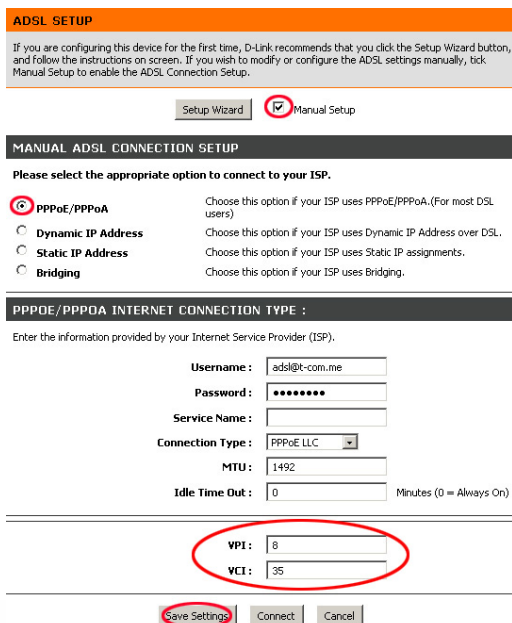 ADSL SETUP
If you are configuring this device for the first time, D-Link recommends that you click the Setup Wizard button,
and follow the instructions on screen. If you wish to modify or configure the ADSL settings manually, tick
Manual Setup to enable the ADSL Connection Setup.
Setup Wizard Manual Setup
MANUAL ADSL CONNECTION SETUP
Please select the appropriate option to connect to your ISP.
PPPoE/PPPoA Choose this option if your ISP uses PPPoE/PPPoA.(For most DSL
users)
Dynamic IP Address Choose this option if your ISP uses Dynamic IP Address over DSL.
Static IP Address Choose this option if your ISP uses Static IP assignments.
Bridging Choose this option if your ISP uses Bridging.
PPPOE/PPPOA INTERNET CONNECTION TYPE :
Enter the information provided by your Internet Service Provider (ISP).
Username : adsl@t-com.me
Password : ●●●●●●●●
Service Name :
Connection Type : PPPoE LLC
MTU : 1492
Idle Time Out : 0 Minutes (0 = Always On)
VPI : 8
VCI : 35
Save Settings Connect Cancel